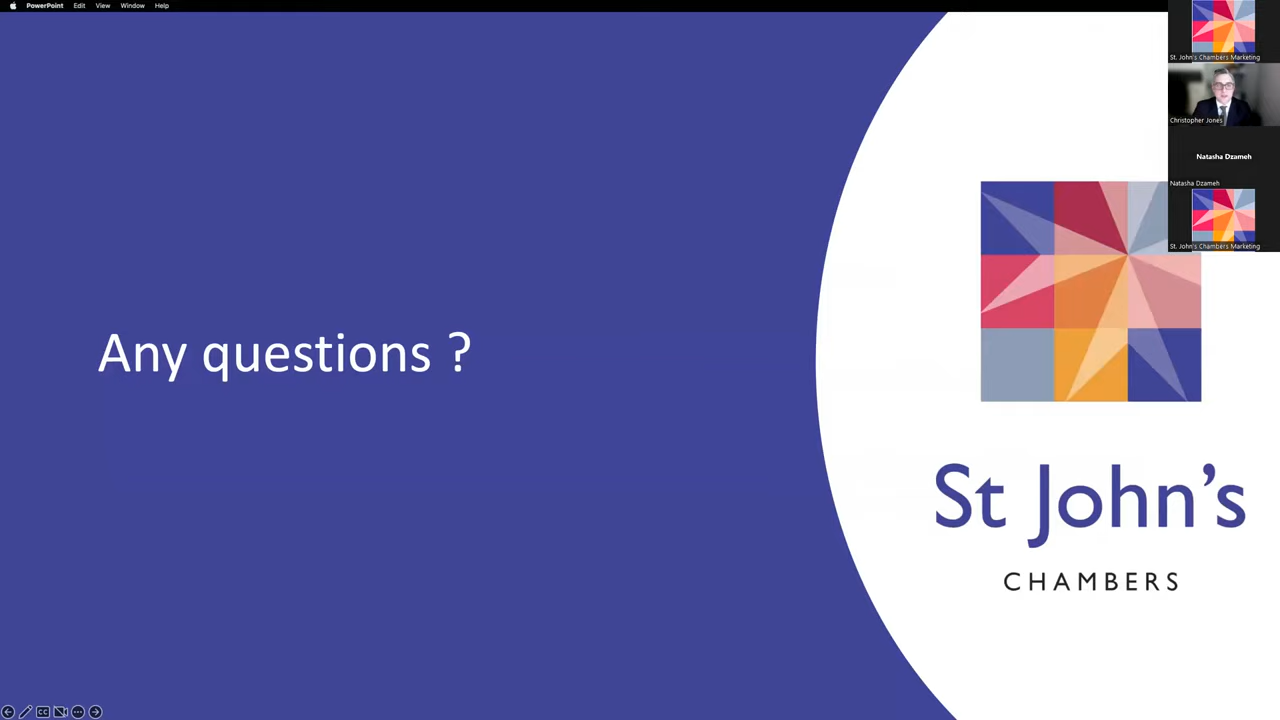 PowerPoint Edit View Window Help
St. John's Chambers Marketing
Christopher Jones
Natasha Dzameh
Natasha Dzameh
St. John's Chambers Marketing
Any questions ?
St John's
CHAMBERS
CC